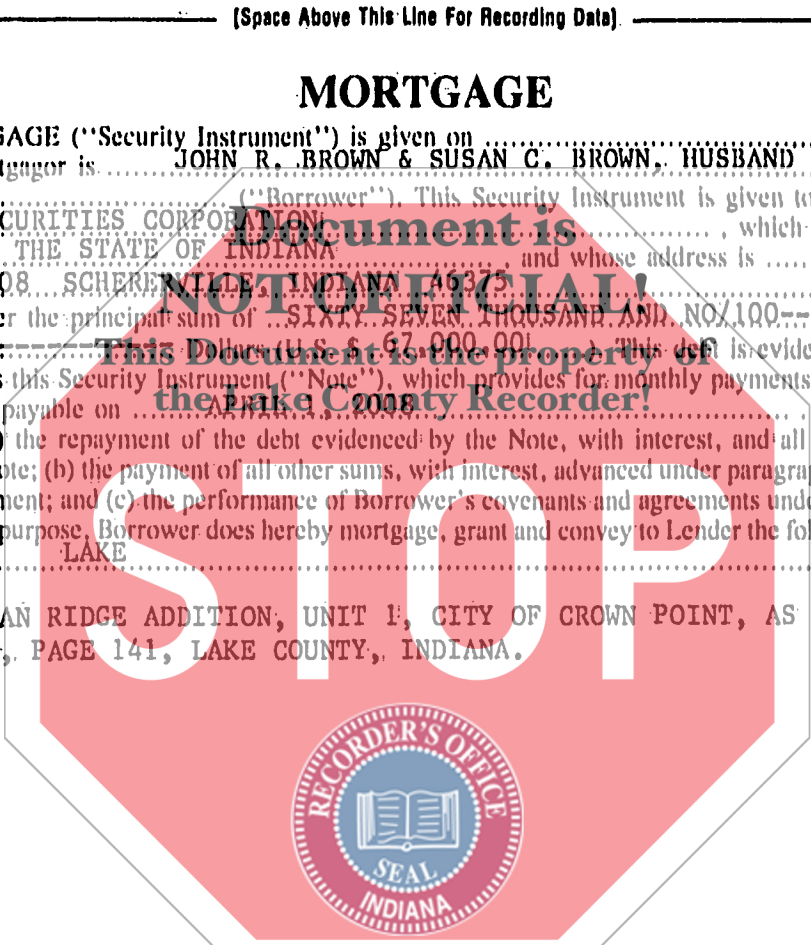 (Space Above This Line For Recording Data)
MORTGAGE
GAGE ("Security Instrument") is given on
tgagor is JOHN R. BROWN & SUSAN C. BROWN, HUSBAND
("Borrower"). This Security Instrument is given to
CURITIES CORPORATION, which
THE STATE OF INDIANA, and whose address is
08 SCHERERVILLE, INDIANA 46375
r the principal sum of SIXTY SEVEN THOUSAND AND NO/100--
---------- Dollars (U.S. $ 67,000.00 ). This debt is evide
this Security Instrument ("Note"), which provides for monthly payments
payable on APRIL 1, 2008
the repayment of the debt evidenced by the Note, with interest, and all
ote; (b) the payment of all other sums, with interest, advanced under paragra
ment; and (c) the performance of Borrower's covenants and agreements und
purpose, Borrower does hereby mortgage, grant and convey to Lender the fol
LAKE
AN RIDGE ADDITION, UNIT 1, CITY OF CROWN POINT, AS
, PAGE 141, LAKE COUNTY, INDIANA.
Document is
NOT OFFICIAL!
This Document is the property of
the Lake County Recorder!
STOP
RECORDER'S OFFICE
SEAL
INDIANA